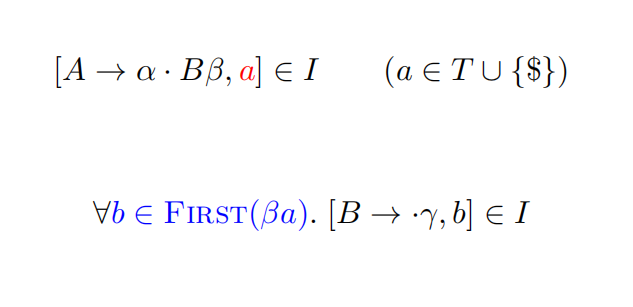 [A → α · Bβ, a] ∈ I (a ∈ T ∪ {$})
∀b ∈ FIRST(βa). [B → ·γ, b] ∈ I